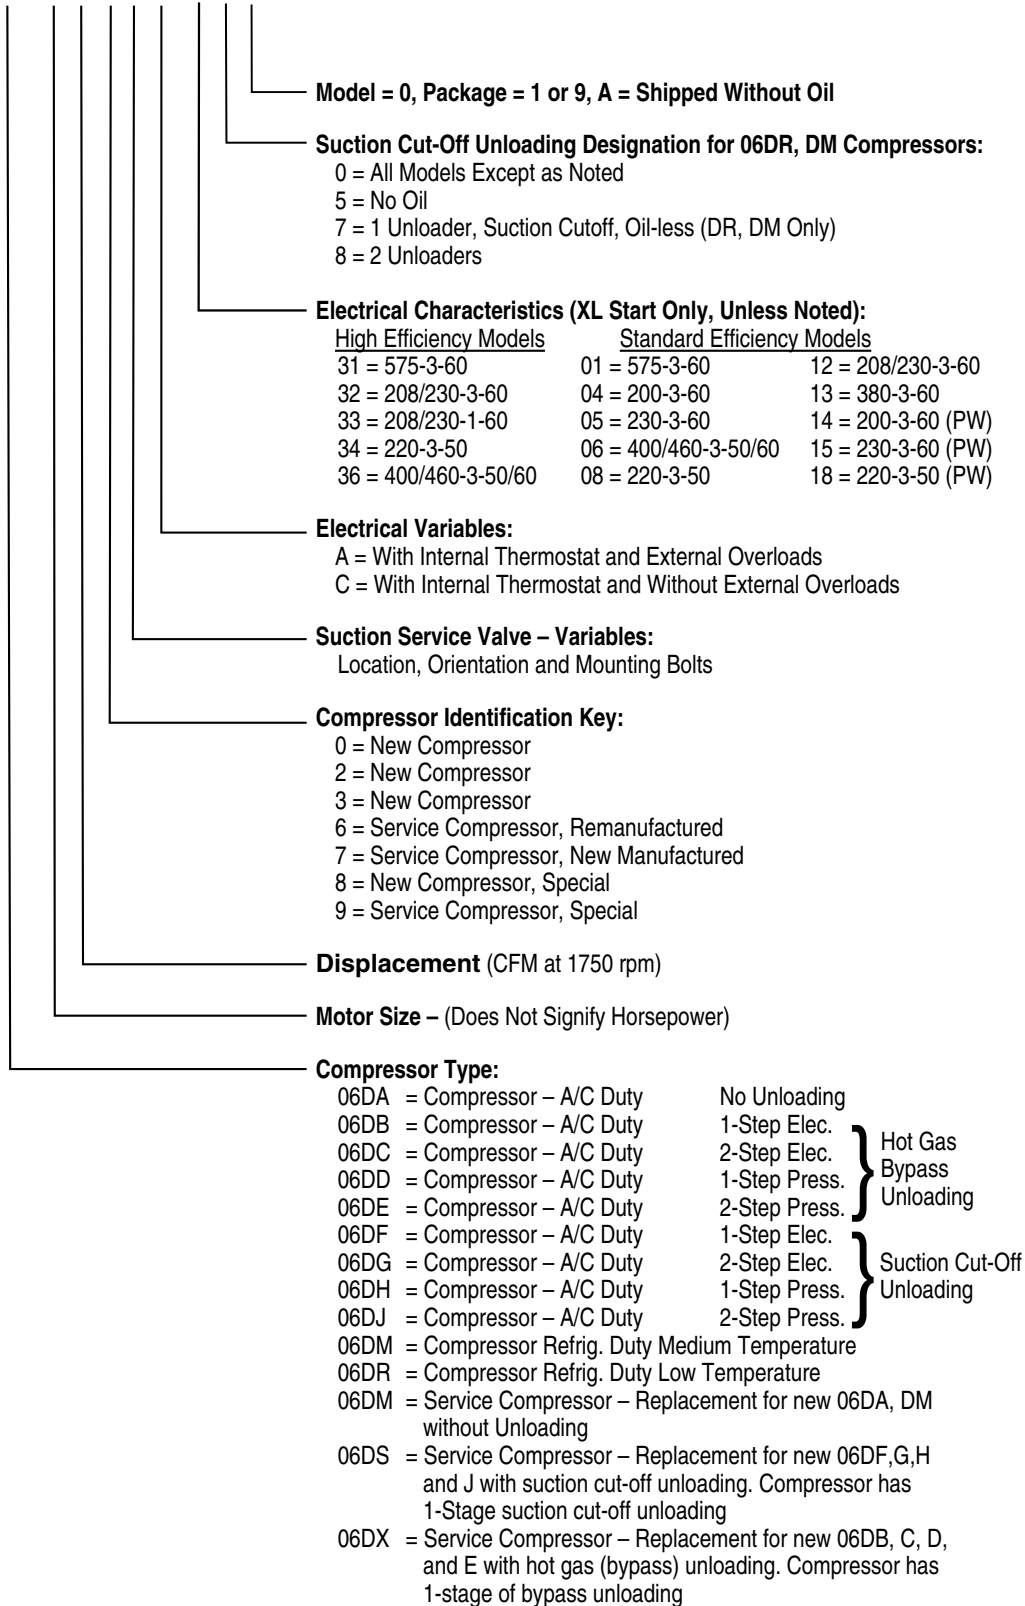 Model = 0, Package = 1 or 9, A = Shipped Without Oil
Suction Cut-Off Unloading Designation for 06DR, DM Compressors:
0 = All Models Except as Noted
5 = No Oil
7 = 1 Unloader, Suction Cutoff, Oil-less (DR, DM Only)
8 = 2 Unloaders
Electrical Characteristics (XL Start Only, Unless Noted):
High Efficiency Models Standard Efficiency Models
31 = 575-3-60 01 = 575-3-60 12 = 208/230-3-60
32 = 208/230-3-60 04 = 200-3-60 13 = 380-3-60
33 = 208/230-1-60 05 = 230-3-60 14 = 200-3-60 (PW)
34 = 220-3-50 06 = 400/460-3-50/60 15 = 230-3-60 (PW)
36 = 400/460-3-50/60 08 = 220-3-50 18 = 220-3-50 (PW)
Electrical Variables:
A = With Internal Thermostat and External Overloads
C = With Internal Thermostat and Without External Overloads
Suction Service Valve – Variables:
Location, Orientation and Mounting Bolts
Compressor Identification Key:
0 = New Compressor
2 = New Compressor
3 = New Compressor
6 = Service Compressor, Remanufactured
7 = Service Compressor, New Manufactured
8 = New Compressor, Special
9 = Service Compressor, Special
Displacement (CFM at 1750 rpm)
Motor Size – (Does Not Signify Horsepower)
Compressor Type:
06DA = Compressor – A/C Duty No Unloading
06DB = Compressor – A/C Duty 1-Step Elec.
06DC = Compressor – A/C Duty 2-Step Elec.
06DD = Compressor – A/C Duty 1-Step Press.
06DE = Compressor – A/C Duty 2-Step Press.
Hot Gas
Bypass
Unloading
06DF = Compressor – A/C Duty 1-Step Elec.
06DG = Compressor – A/C Duty 2-Step Elec.
06DH = Compressor – A/C Duty 1-Step Press.
06DJ = Compressor – A/C Duty 2-Step Press.
Suction Cut-Off
Unloading
06DM = Compressor Refrig. Duty Medium Temperature
06DR = Compressor Refrig. Duty Low Temperature
06DM = Service Compressor – Replacement for new 06DA, DM
without Unloading
06DS = Service Compressor – Replacement for new 06DF,G,H
and J with suction cut-off unloading. Compressor has
1-Stage suction cut-off unloading
06DX = Service Compressor – Replacement for new 06DB, C, D,
and E with hot gas (bypass) unloading. Compressor has
1-stage of bypass unloading